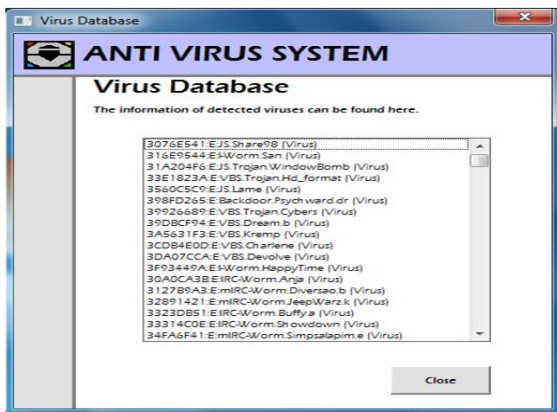 Virus Database
ANTI VIRUS SYSTEM
Virus Database
The information of detected viruses can be found here.
3076E541:E:JS.Share98 (Virus)
316E9544:E:I-Worm.San (Virus)
31A204F6:E:JS.Trojan.WindowBomb (Virus)
33E1823A:E:VBS.Trojan.Hd_format (Virus)
3560C5C9:E:JS.Lame (Virus)
398FD265:E:Backdoor.Psychward.dr (Virus)
39926689:E:VBS.Trojan.Cybers (Virus)
39DBCF94:E:VBS.Dream.b (Virus)
3A5631F3:E:VBS.Kremp (Virus)
3CDB4E0D:E:VBS.Charlene (Virus)
3DA07CCA:E:VBS.Devolve (Virus)
3F93449A:E:I-Worm.HappyTime (Virus)
30A0CA3B:E:IRC-Worm.Anja (Virus)
3127B9A3:E:mIRC-Worm.Diversao.b (Virus)
32891421:E:mIRC-Worm.JeepWarz.k (Virus)
3323DB51:E:IRC-Worm.Buffy.a (Virus)
33314C0E:E:IRC-Worm.Showdown (Virus)
34FA6F41:E:mIRC-Worm.Simpsalapim.e (Virus)
Close